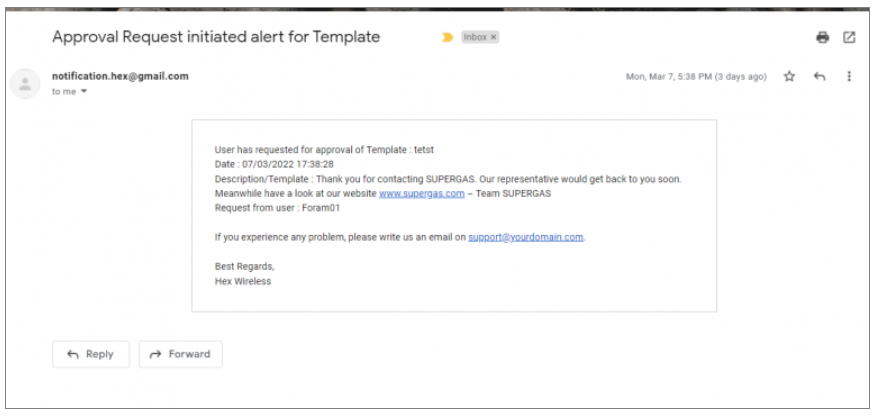 Approval Request initiated alert for Template
Inbox ×
notification.hex@gmail.com
Mon, Mar 7, 5:38 PM (3 days ago)
to me
User has requested for approval of Template : tetst
Date : 07/03/2022 17:38:28
Description/Template : Thank you for contacting SUPERGAS. Our representative would get back to you soon.
Meanwhile have a look at our website www.supergas.com – Team SUPERGAS
Request from user : Foram01
If you experience any problem, please write us an email on support@yourdomain.com.
Best Regards,
Hex Wireless
Reply
Forward